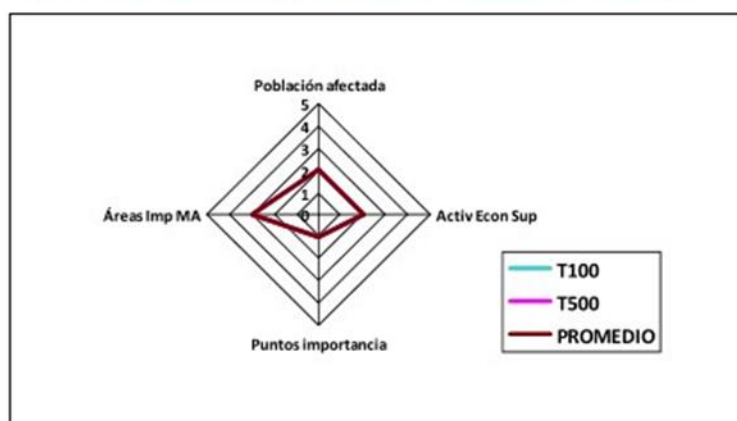 Población afectada
5
4
3
2
1
0
Áreas Imp MA
Activ Econ Sup
Puntos importancia
T100
T500
PROMEDIO